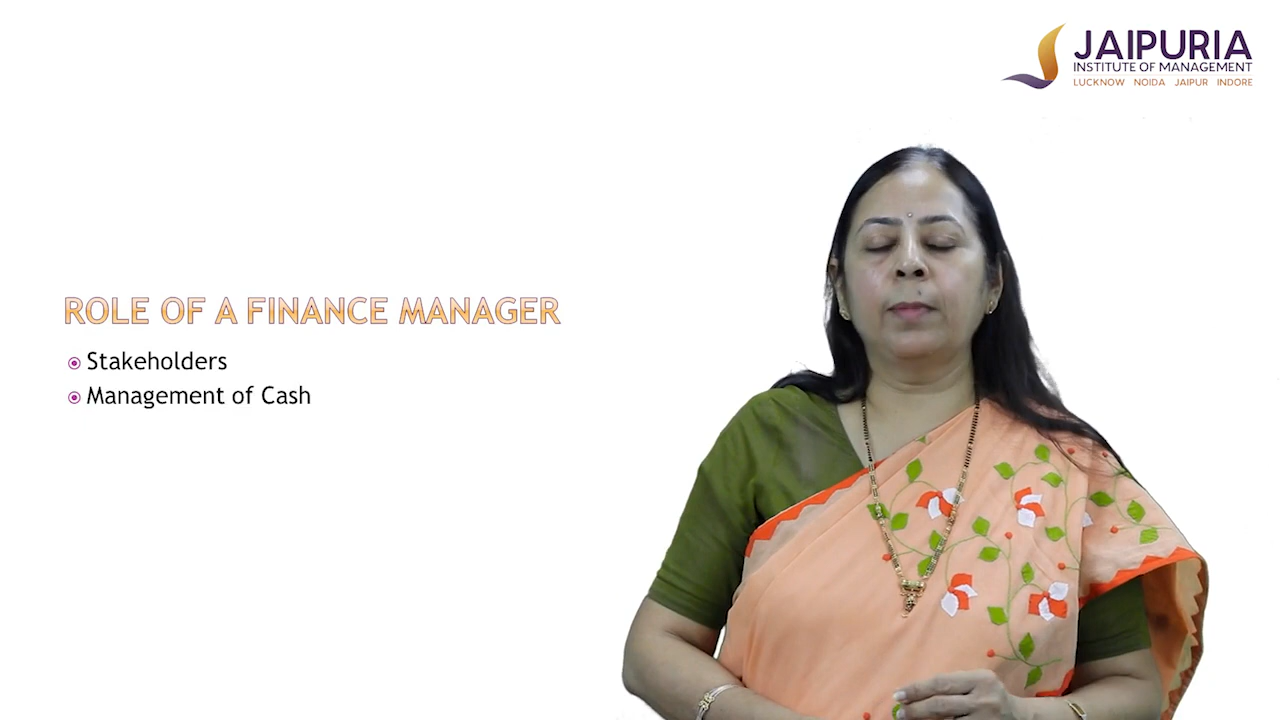 JAIPURIA
INSTITUTE OF MANAGEMENT
LUCKNOW NOIDA JAIPUR INDORE
ROLE OF A FINANCE MANAGER
Stakeholders
Management of Cash